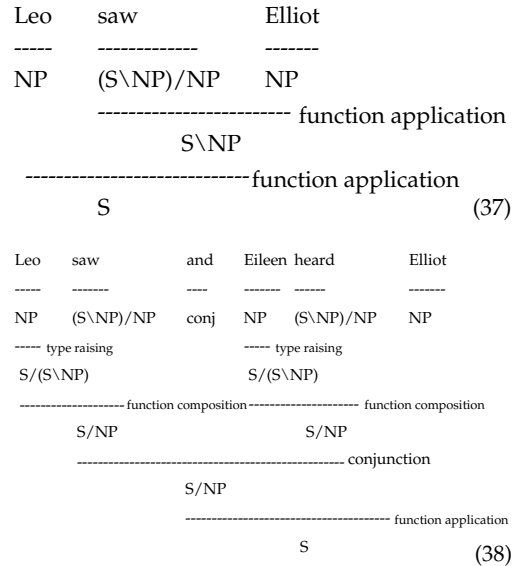 Leo saw Elliot
----- ------------- -------
NP (S\NP)/NP NP
------------------------- function application
S\NP
-----------------------------function application
S (37)
Leo saw and Eileen heard Elliot
----- ------- ---- ------- ------ -------
NP (S\NP)/NP conj NP (S\NP)/NP NP
----- type raising ----- type raising
S/(S\NP) S/(S\NP)
--------------------function composition--------------------- function composition
S/NP S/NP
--------------------------------------------------- conjunction
S/NP
--------------------------------------- function application
S (38)